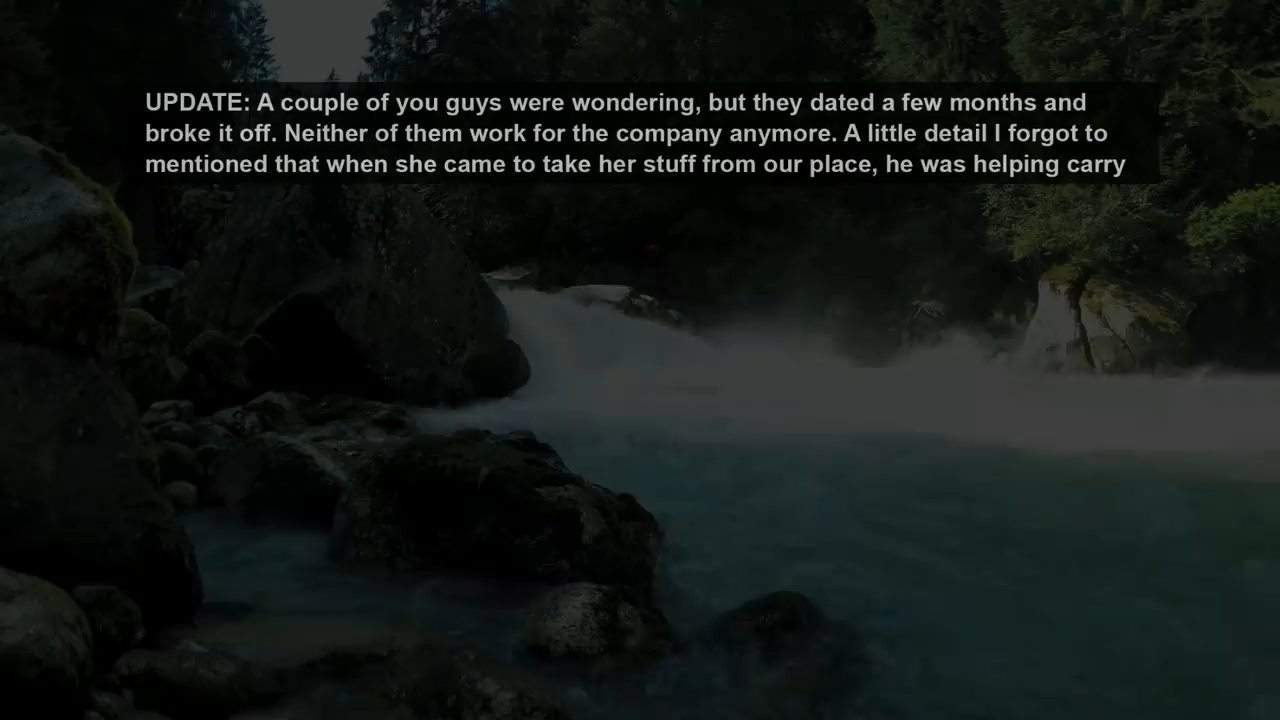 UPDATE: A couple of you guys were wondering, but they dated a few months and
broke it off. Neither of them work for the company anymore. A little detail I forgot to
mentioned that when she came to take her stuff from our place, he was helping carry